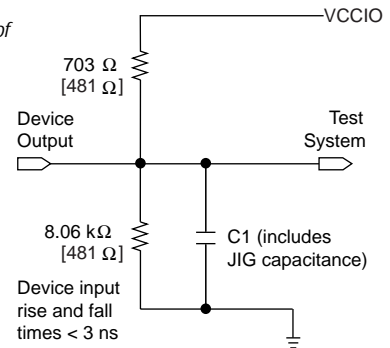 of
VCCIO
703 Ω
[481 Ω]
Device
Output
Test
System
8.06 kΩ
[481 Ω]
C1 (includes
JIG capacitance)
Device input
rise and fall
times < 3 ns